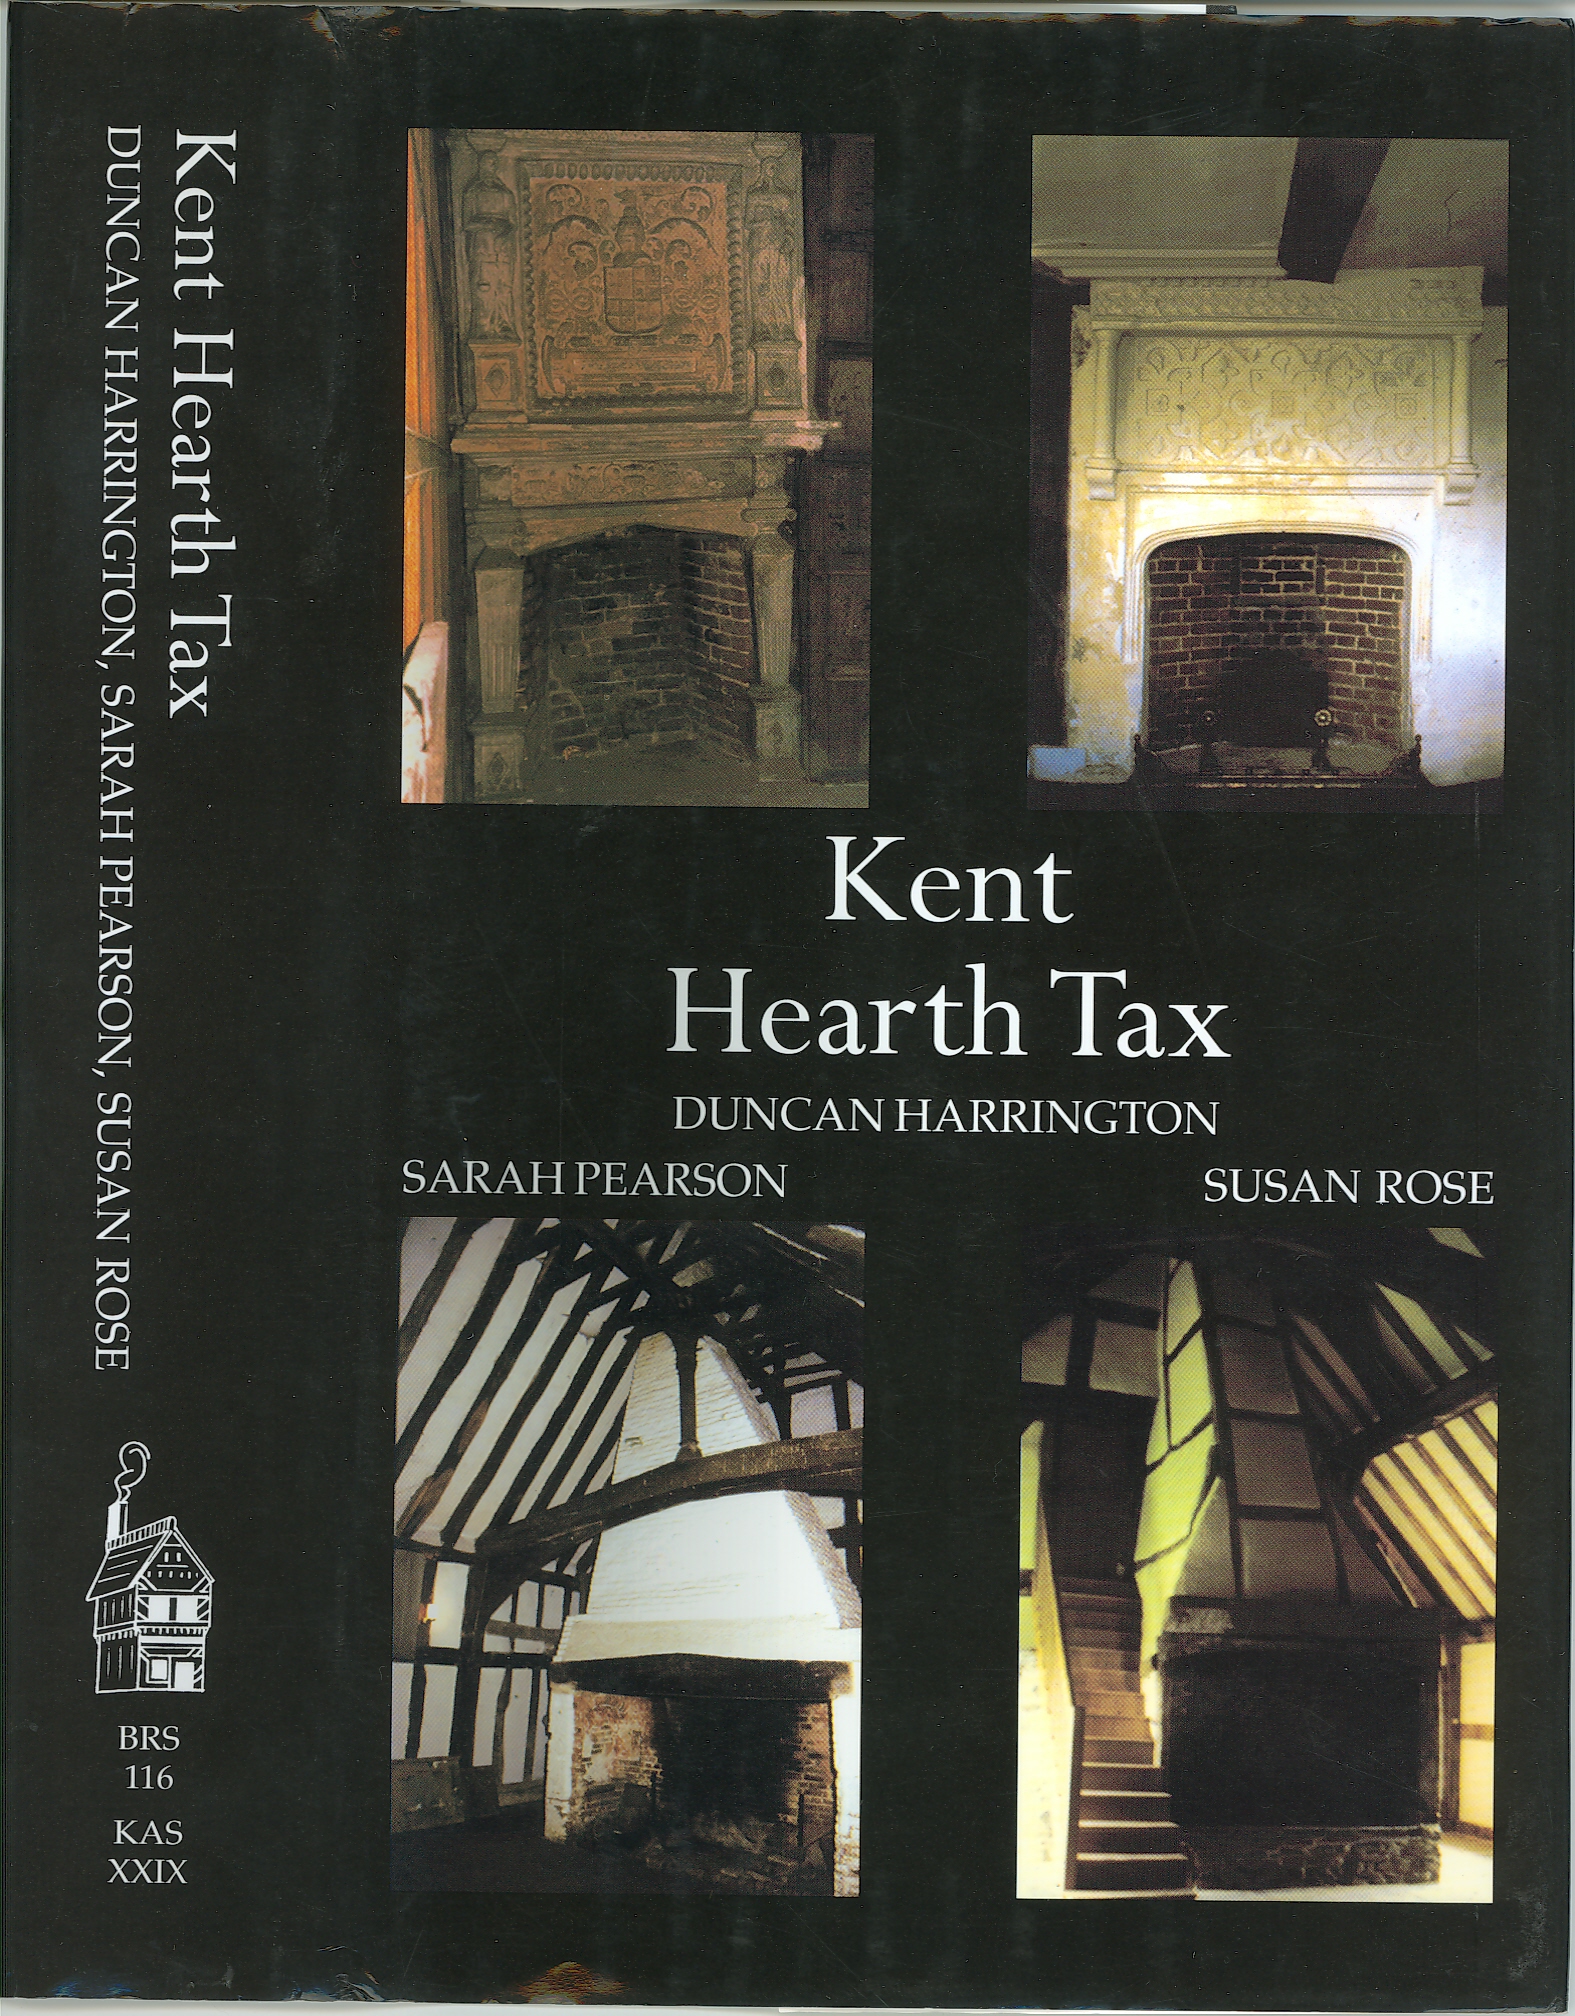 Kent Hearth Tax
DUNCAN HARRINGTON, SARAH PEARSON, SUSAN ROSE
BRS
116
KAS
XXIX
Kent
Hearth Tax
DUNCAN HARRINGTON
SARAH PEARSON
SUSAN ROSE